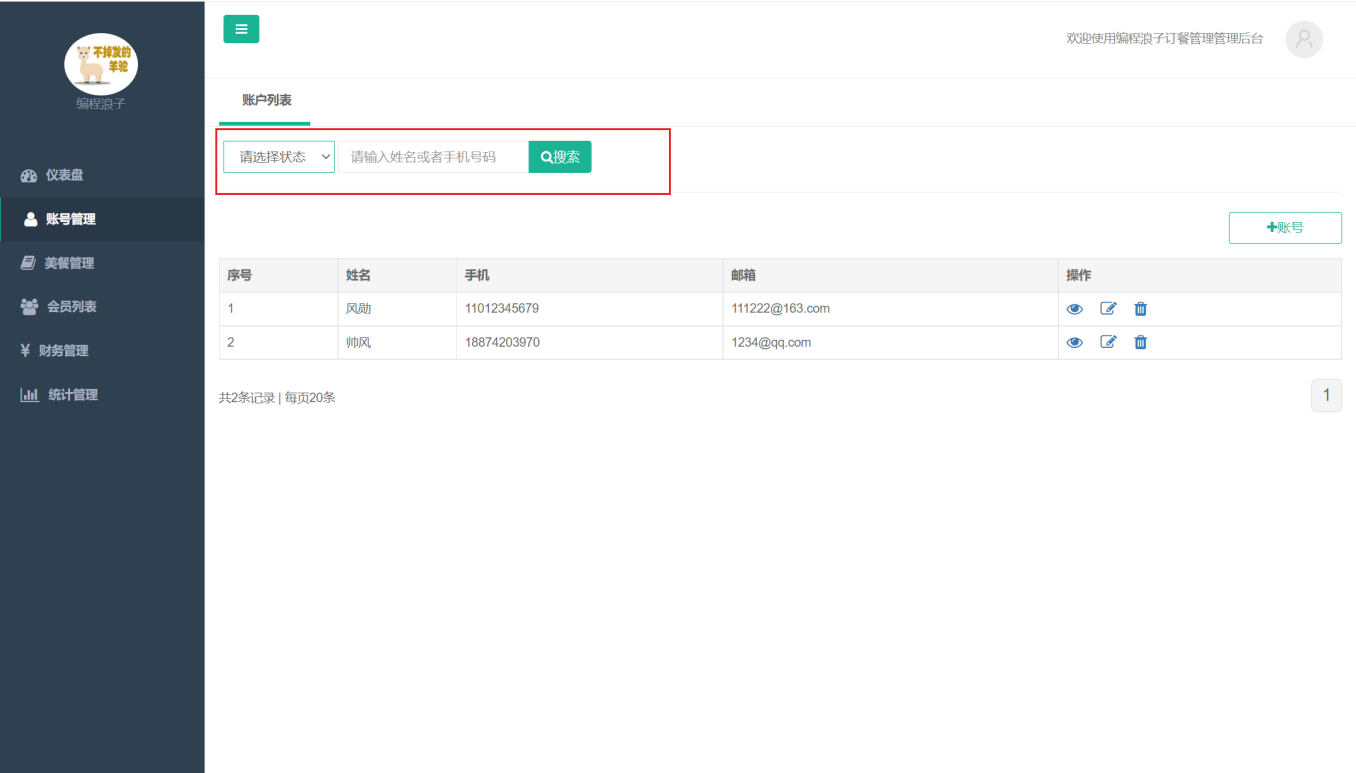 不掉发的
羊驼
编程浪子
仪表盘
账号管理
美餐管理
会员列表
¥ 财务管理
统计管理
欢迎使用编程浪子订餐管理管理后台
账户列表
请选择状态 请输入姓名或者手机号码 搜索
+账号
序号 姓名 手机 邮箱 操作
1 风勋 11012345679 111222@163.com
2 帅风 18874203970 1234@qq.com
共2条记录 | 每页20条 1